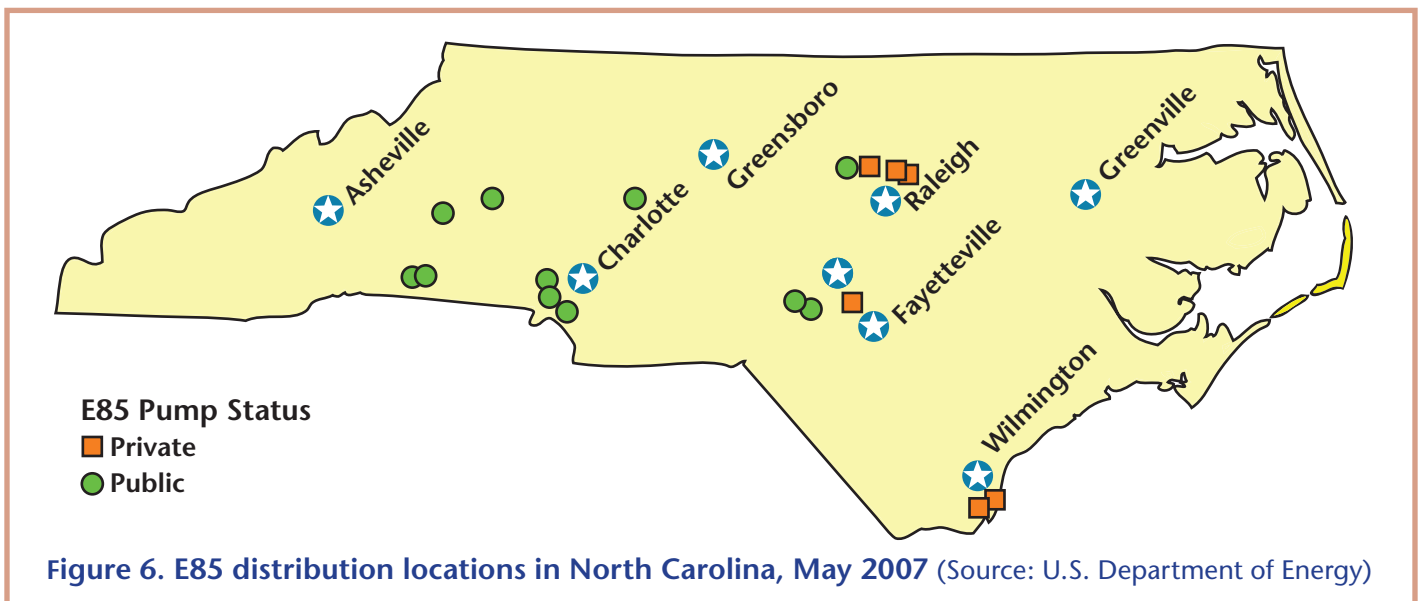 Asheville
Greensboro
Charlotte
Raleigh
Greenville
Fayetteville
Wilmington
E85 Pump Status
Private
Public
Figure 6. E85 distribution locations in North Carolina, May 2007 (Source: U.S. Department of Energy)